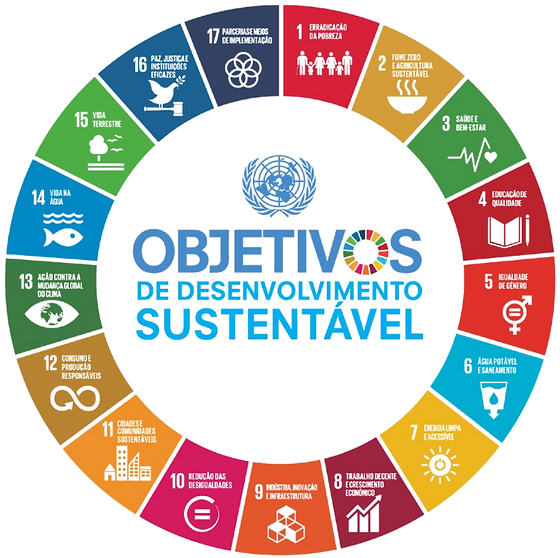 1 ERRADICAÇÃO
DA POBREZA
2 FOME ZERO
E AGRICULTURA
SUSTENTÁVEL
3 SAÚDE E
BEM-ESTAR
4 EDUCAÇÃO DE
QUALIDADE
5 IGUALDADE
DE GÊNERO
6 ÁGUA POTÁVEL
E SANEAMENTO
7 ENERGIA LIMPA
E ACESSÍVEL
8 TRABALHO DECENTE
E CRESCIMENTO
ECONÔMICO
9 INDÚSTRIA, INOVAÇÃO
E INFRAESTRUTURA
10 REDUÇÃO DAS
DESIGUALDADES
11 CIDADES E
COMUNIDADES
SUSTENTÁVEIS
12 CONSUMO E
PRODUÇÃO
RESPONSÁVEIS
13 AÇÃO CONTRA A
MUDANÇA GLOBAL
DO CLIMA
14 VIDA NA
ÁGUA
15 VIDA
TERRESTRE
16 PAZ, JUSTIÇA E
INSTITUIÇÕES
EFICAZES
17 PARCERIAS E MEIOS
DE IMPLEMENTAÇÃO
OBJETIVOS
DE DESENVOLVIMENTO
SUSTENTÁVEL